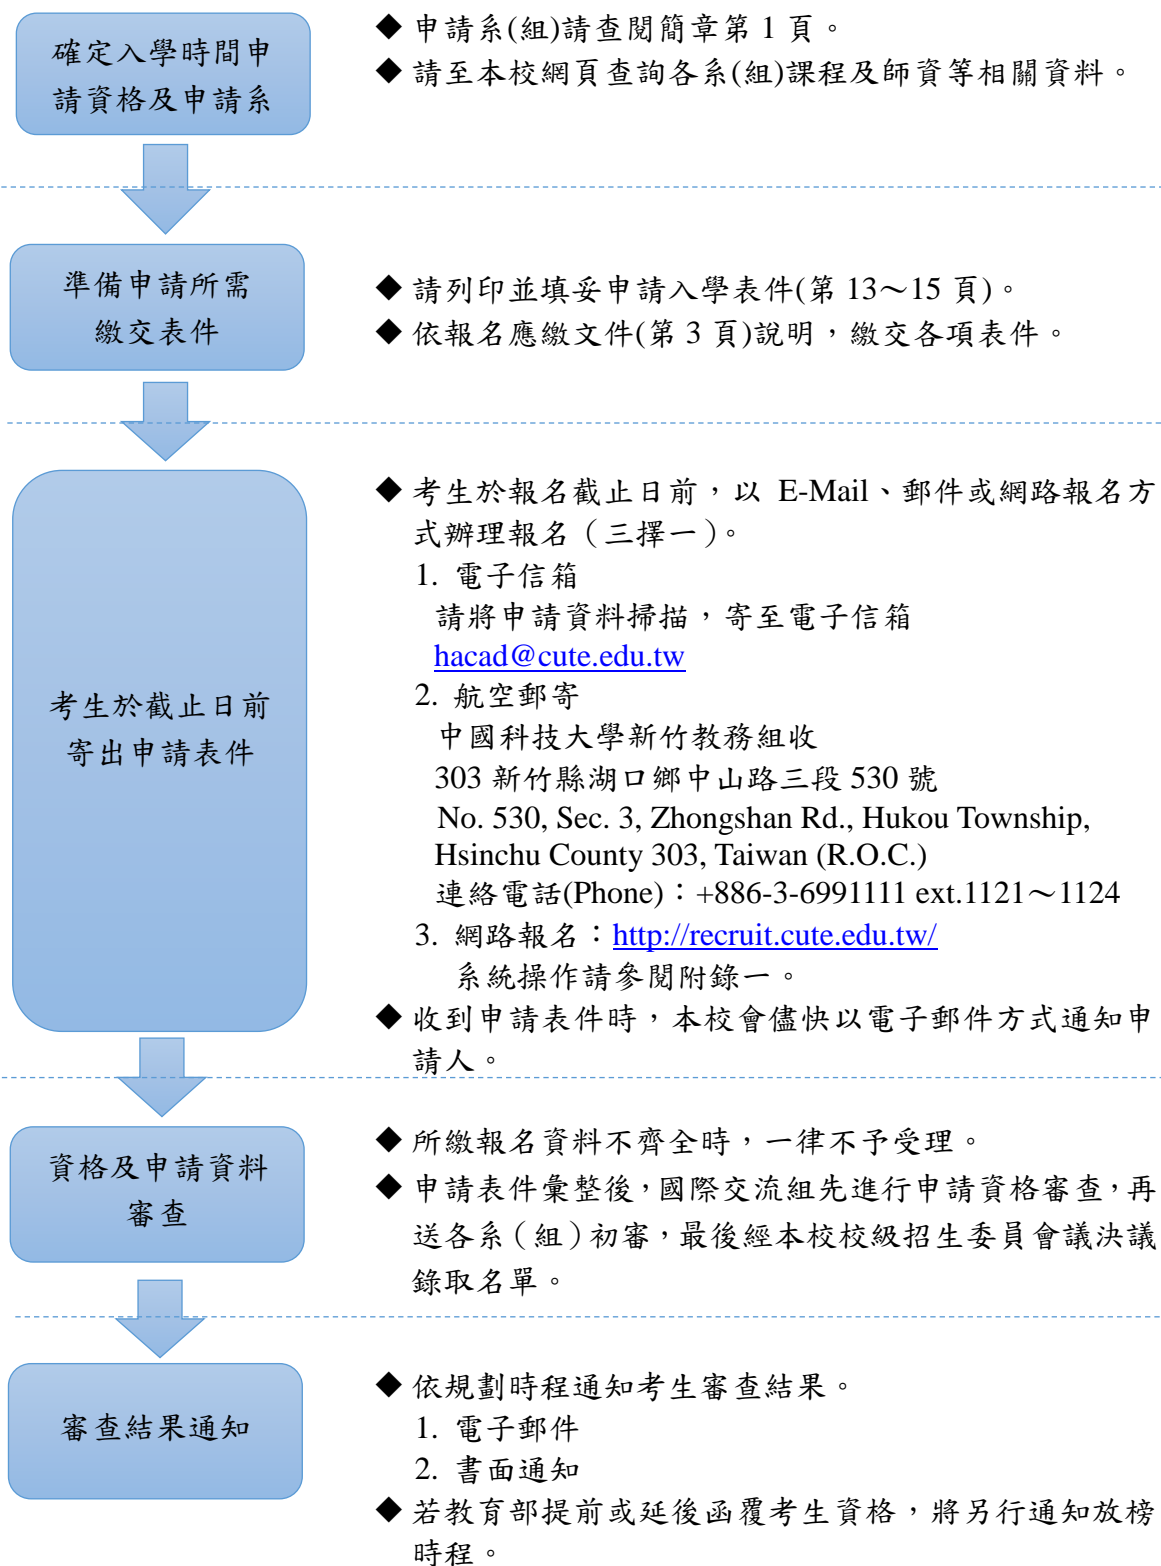 確定入學時間申
請資格及申請系
◆申請系(組)請查閱簡章第 1 頁。
◆請至本校網頁查詢各系(組)課程及師資等相關資料。
準備申請所需
繳交表件
◆請列印並填妥申請入學表件(第 13～15 頁)。
◆依報名應繳文件(第 3 頁)說明，繳交各項表件。
考生於截止日前
寄出申請表件
◆考生於報名截止日前，以 E-Mail、郵件或網路報名方
式辦理報名（三擇一）。
1. 電子信箱
請將申請資料掃描，寄至電子信箱
hacad@cute.edu.tw
2. 航空郵寄
中國科技大學新竹教務組收
303 新竹縣湖口鄉中山路三段 530 號
No. 530, Sec. 3, Zhongshan Rd., Hukou Township,
Hsinchu County 303, Taiwan (R.O.C.)
連絡電話(Phone)：+886-3-6991111 ext.1121～1124
3. 網路報名：http://recruit.cute.edu.tw/
系統操作請參閱附錄一。
◆收到申請表件時，本校會儘快以電子郵件方式通知申
請人。
資格及申請資料
審查
◆所繳報名資料不齊全時，一律不予受理。
◆申請表件彙整後，國際交流組先進行申請資格審查，再
送各系（組）初審，最後經本校校級招生委員會議決議
錄取名單。
審查結果通知
◆依規劃時程通知考生審查結果。
1. 電子郵件
2. 書面通知
◆若教育部提前或延後函覆考生資格，將另行通知放榜
時程。